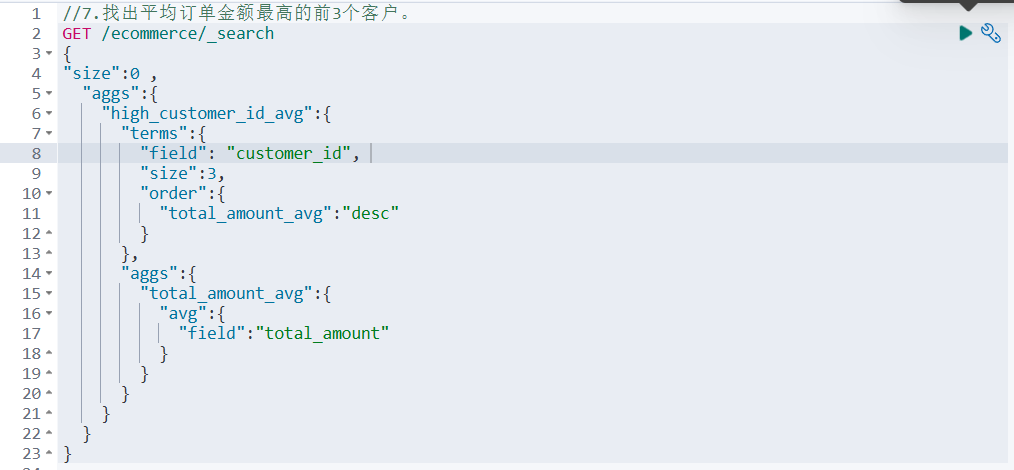 1 //7.找出平均订单金额最高的前3个客户。
2 GET /ecommerce/_search
3 {
4 "size":0 ,
5 "aggs":{
6 "high_customer_id_avg":{
7 "terms":{
8 "field": "customer_id",
9 "size":3,
10 "order":{
11 "total_amount_avg":"desc"
12 }
13 },
14 "aggs":{
15 "total_amount_avg":{
16 "avg":{
17 "field":"total_amount"
18 }
19 }
20 }
21 }
22 }
23 }